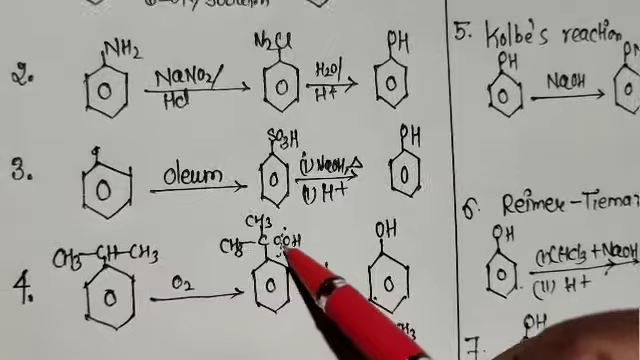 2. NH2 NaNO2/ HCl N2Cl H2O/ H+ OH
3. Oleum SO3H (i) NaOH, Δ (i) H+ OH
4. CH3-CH-CH3 O2 CH3 CH3-C-O-OH OH
5. Kolbe's reaction
OH NaOH
6. Reimer-Tieman
OH (i) CHCl3 + NaOH (ii) H+
7. OH